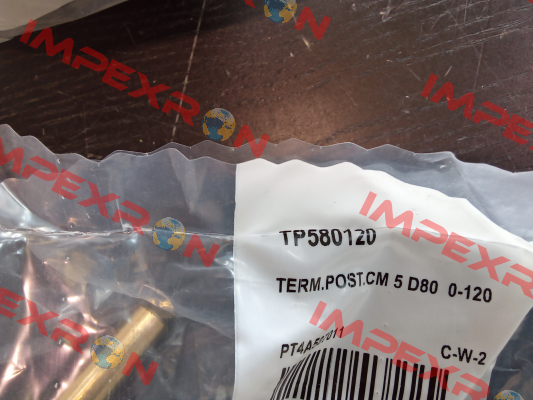 IMPEXRON
IMPEXRON
IMPEXRON
IMPEXRON
TP580120
TERM.POST.CM 5 D80 0-120
C-W-2
IMPEXRON